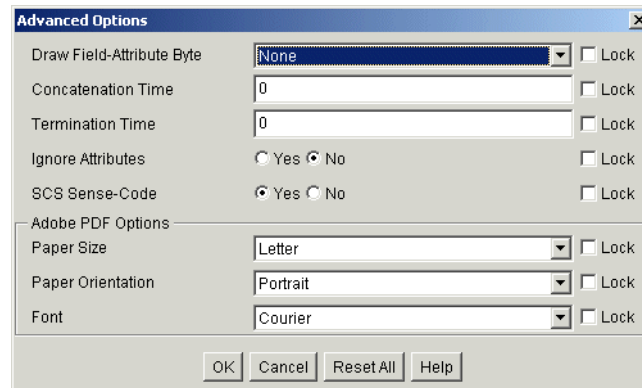 Advanced Options
Draw Field-Attribute Byte None Lock
Concatenation Time 0 Lock
Termination Time 0 Lock
Ignore Attributes Yes No Lock
SCS Sense-Code Yes No Lock
Adobe PDF Options
Paper Size Letter Lock
Paper Orientation Portrait Lock
Font Courier Lock
OK Cancel Reset All Help